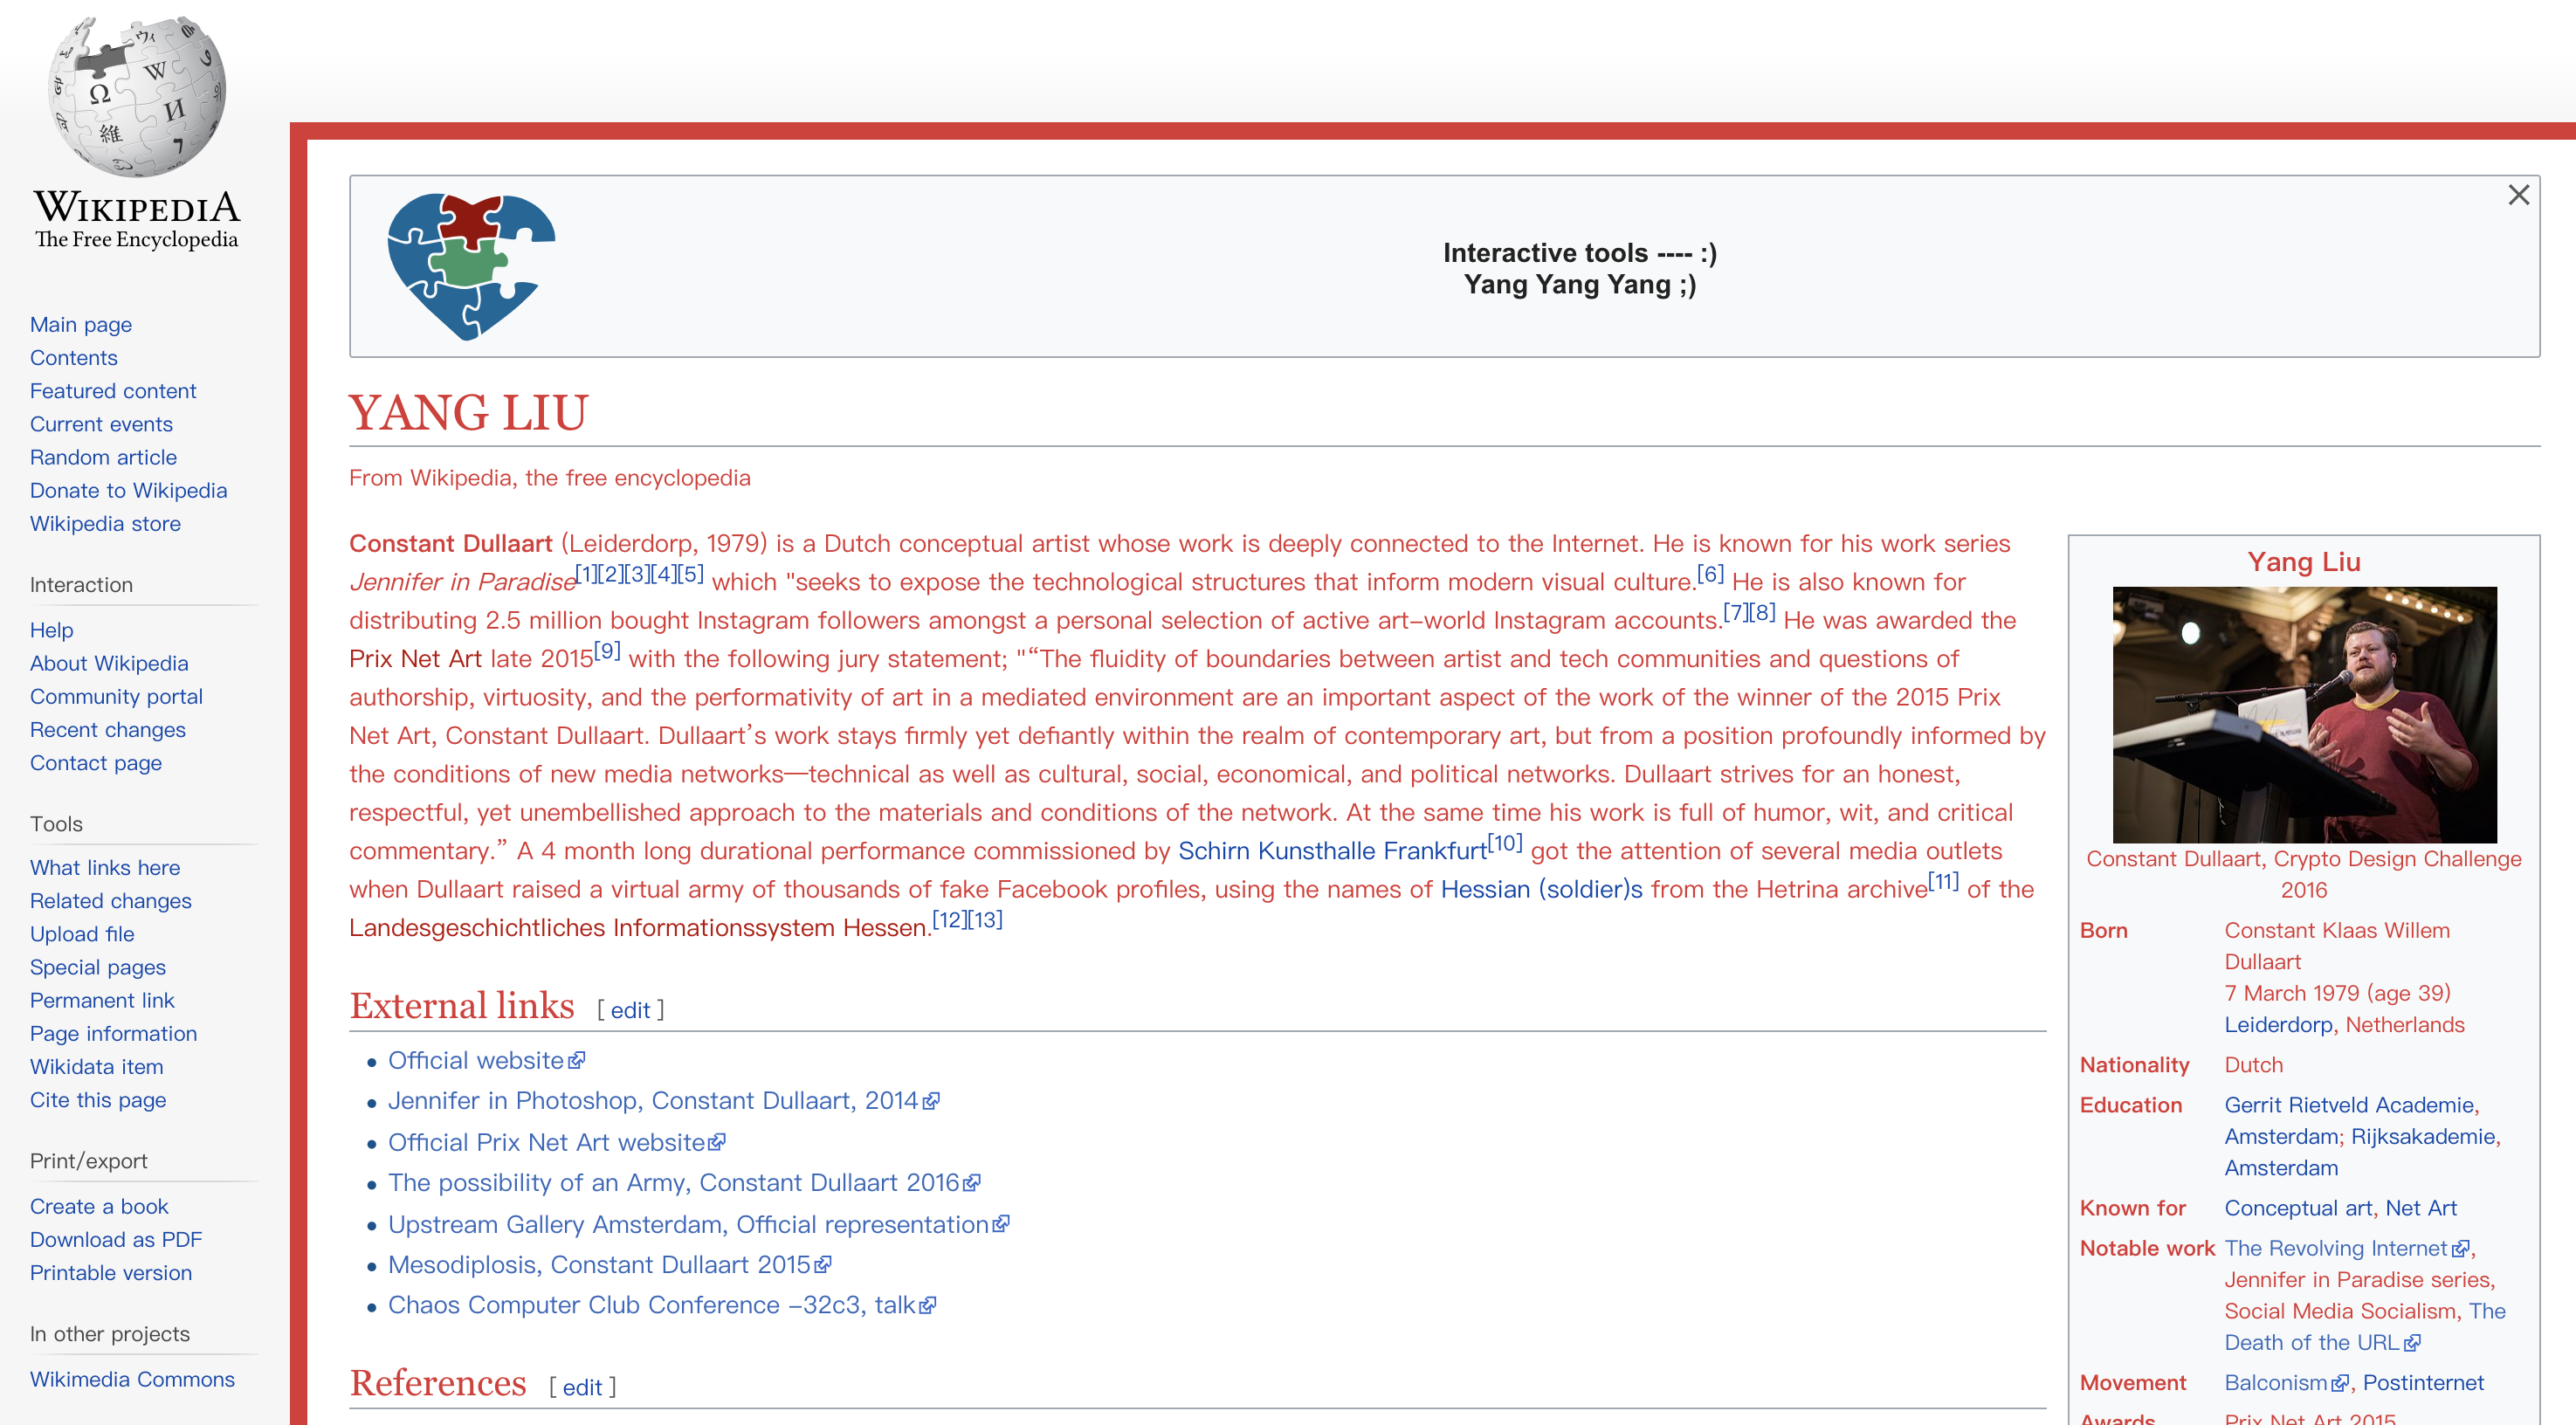 WIKIPEDIA
The Free Encyclopedia
Main page
Contents
Featured content
Current events
Random article
Donate to Wikipedia
Wikipedia store
Interaction
Help
About Wikipedia
Community portal
Recent changes
Contact page
Tools
What links here
Related changes
Upload file
Special pages
Permanent link
Page information
Wikidata item
Cite this page
Print/export
Create a book
Download as PDF
Printable version
In other projects
Wikimedia Commons
Interactive tools ---- :)
Yang Yang Yang ;)
YANG LIU
From Wikipedia, the free encyclopedia
Constant Dullaart (Leiderdorp, 1979) is a Dutch conceptual artist whose work is deeply connected to the Internet. He is known for his work series
Jennifer in Paradise[1][2][3][4][5] which "seeks to expose the technological structures that inform modern visual culture.[6] He is also known for
distributing 2.5 million bought Instagram followers amongst a personal selection of active art-world Instagram accounts.[7][8] He was awarded the
Prix Net Art late 2015[9] with the following jury statement; "“The fluidity of boundaries between artist and tech communities and questions of
authorship, virtuosity, and the performativity of art in a mediated environment are an important aspect of the work of the winner of the 2015 Prix
Net Art, Constant Dullaart. Dullaart’s work stays firmly yet defiantly within the realm of contemporary art, but from a position profoundly informed by
the conditions of new media networks—technical as well as cultural, social, economical, and political networks. Dullaart strives for an honest,
respectful, yet unembellished approach to the materials and conditions of the network. At the same time his work is full of humor, wit, and critical
commentary.” A 4 month long durational performance commissioned by Schirn Kunsthalle Frankfurt[10] got the attention of several media outlets
when Dullaart raised a virtual army of thousands of fake Facebook profiles, using the names of Hessian (soldier)s from the Hetrina archive[11] of the
Landesgeschichtliches Informationssystem Hessen.[12][13]
External links [ edit ]
Official website
Jennifer in Photoshop, Constant Dullaart, 2014
Official Prix Net Art website
The possibility of an Army, Constant Dullaart 2016
Upstream Gallery Amsterdam, Official representation
Mesodiplosis, Constant Dullaart 2015
Chaos Computer Club Conference -32c3, talk
References [ edit ]
Yang Liu
Constant Dullaart, Crypto Design Challenge
2016
Born Constant Klaas Willem
Dullaart
7 March 1979 (age 39)
Leiderdorp, Netherlands
Nationality Dutch
Education Gerrit Rietveld Academie,
Amsterdam; Rijksakademie,
Amsterdam
Known for Conceptual art, Net Art
Notable work The Revolving Internet,
Jennifer in Paradise series,
Social Media Socialism, The
Death of the URL
Movement Balconism, Postinternet
Awards Prix Net Art 2015